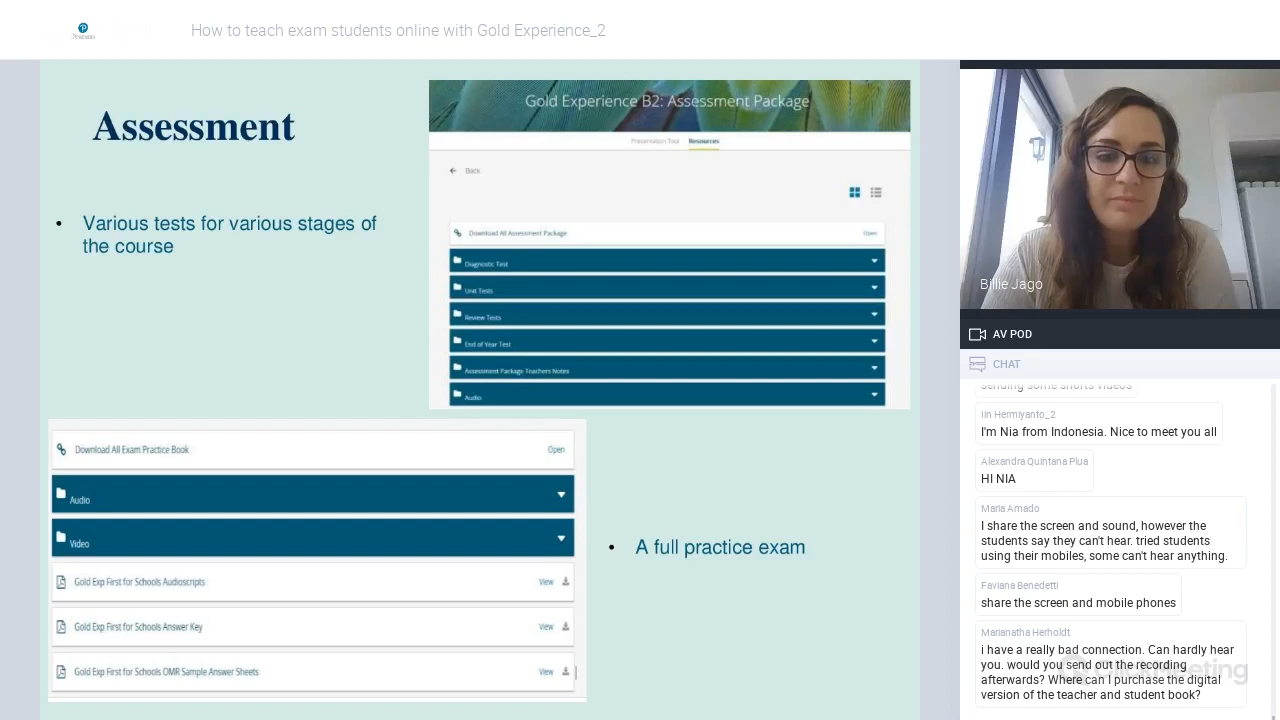 Pearson
How to teach exam students online with Gold Experience_2
Assessment
• Various tests for various stages of
the course
Gold Experience B2: Assessment Package
Presentation Tool Resources
Back
Download All Assessment Package Open
Diagnostic Test
Unit Tests
Review Tests
End of Year Test
Assessment Package Teachers Notes
Audio
Download All Exam Practice Book Open
Audio
Video
Gold Exp First for Schools Audioscripts View
Gold Exp First for Schools Answer Key View
Gold Exp First for Schools OMR Sample Answer Sheets View
• A full practice exam
Billie Jago
AV POD
CHAT
sending some shorts videos
Iin Hermiyanto_2
I'm Nia from Indonesia. Nice to meet you all
Alexandra Quintana Plua
HI NIA
Maria Amado
I share the screen and sound, however the
students say they can't hear. tried students
using their mobiles, some can't hear anything.
Faviana Benedetti
share the screen and mobile phones
Marianatha Herholdt
i have a really bad connection. Can hardly hear
you. would you send out the recording
afterwards? Where can I purchase the digital
version of the teacher and student book?
ClickMeeting